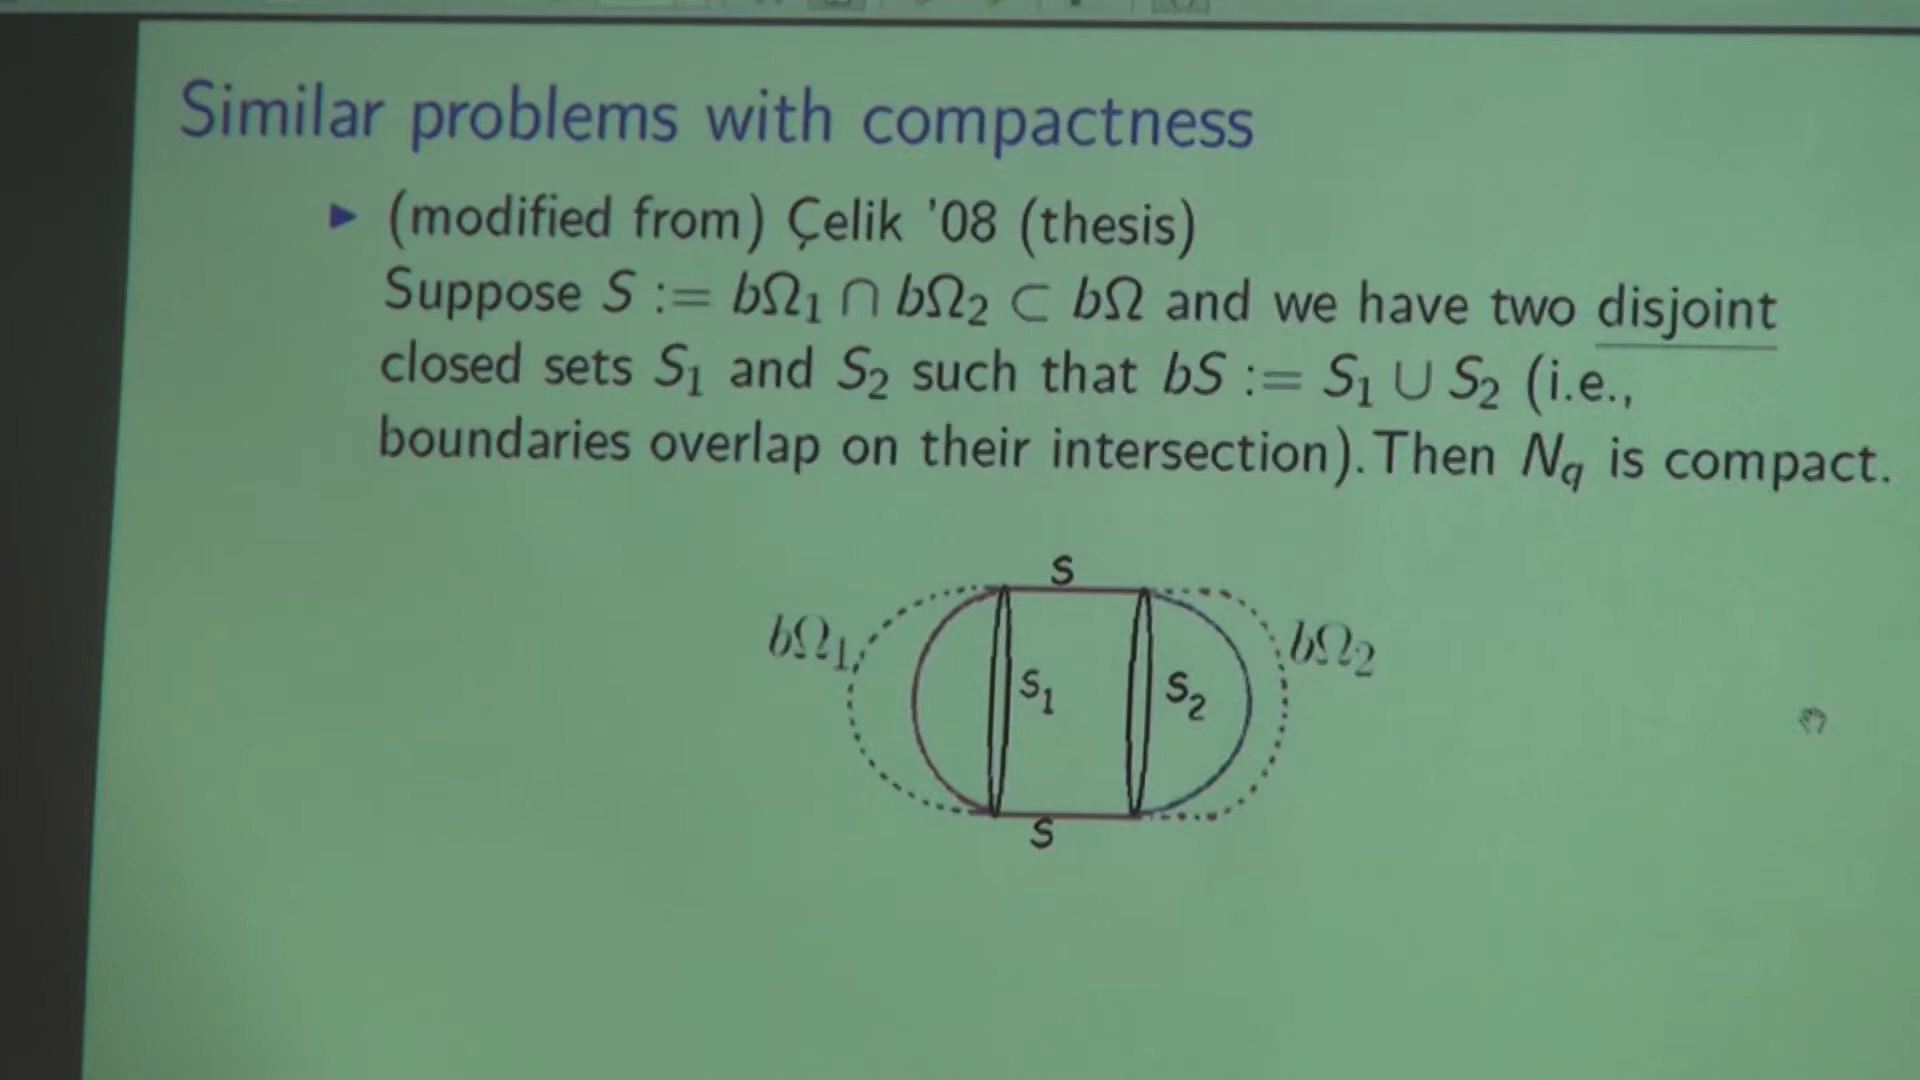 Similar problems with compactness
▶ (modified from) Çelik '08 (thesis)
Suppose S := bΩ₁ ∩ bΩ₂ ⊂ bΩ and we have two disjoint
closed sets S₁ and S₂ such that bS := S₁ ∪ S₂ (i.e.,
boundaries overlap on their intersection). Then N_q is compact.
S
bΩ₁
bΩ₂
S₁
S₂
S